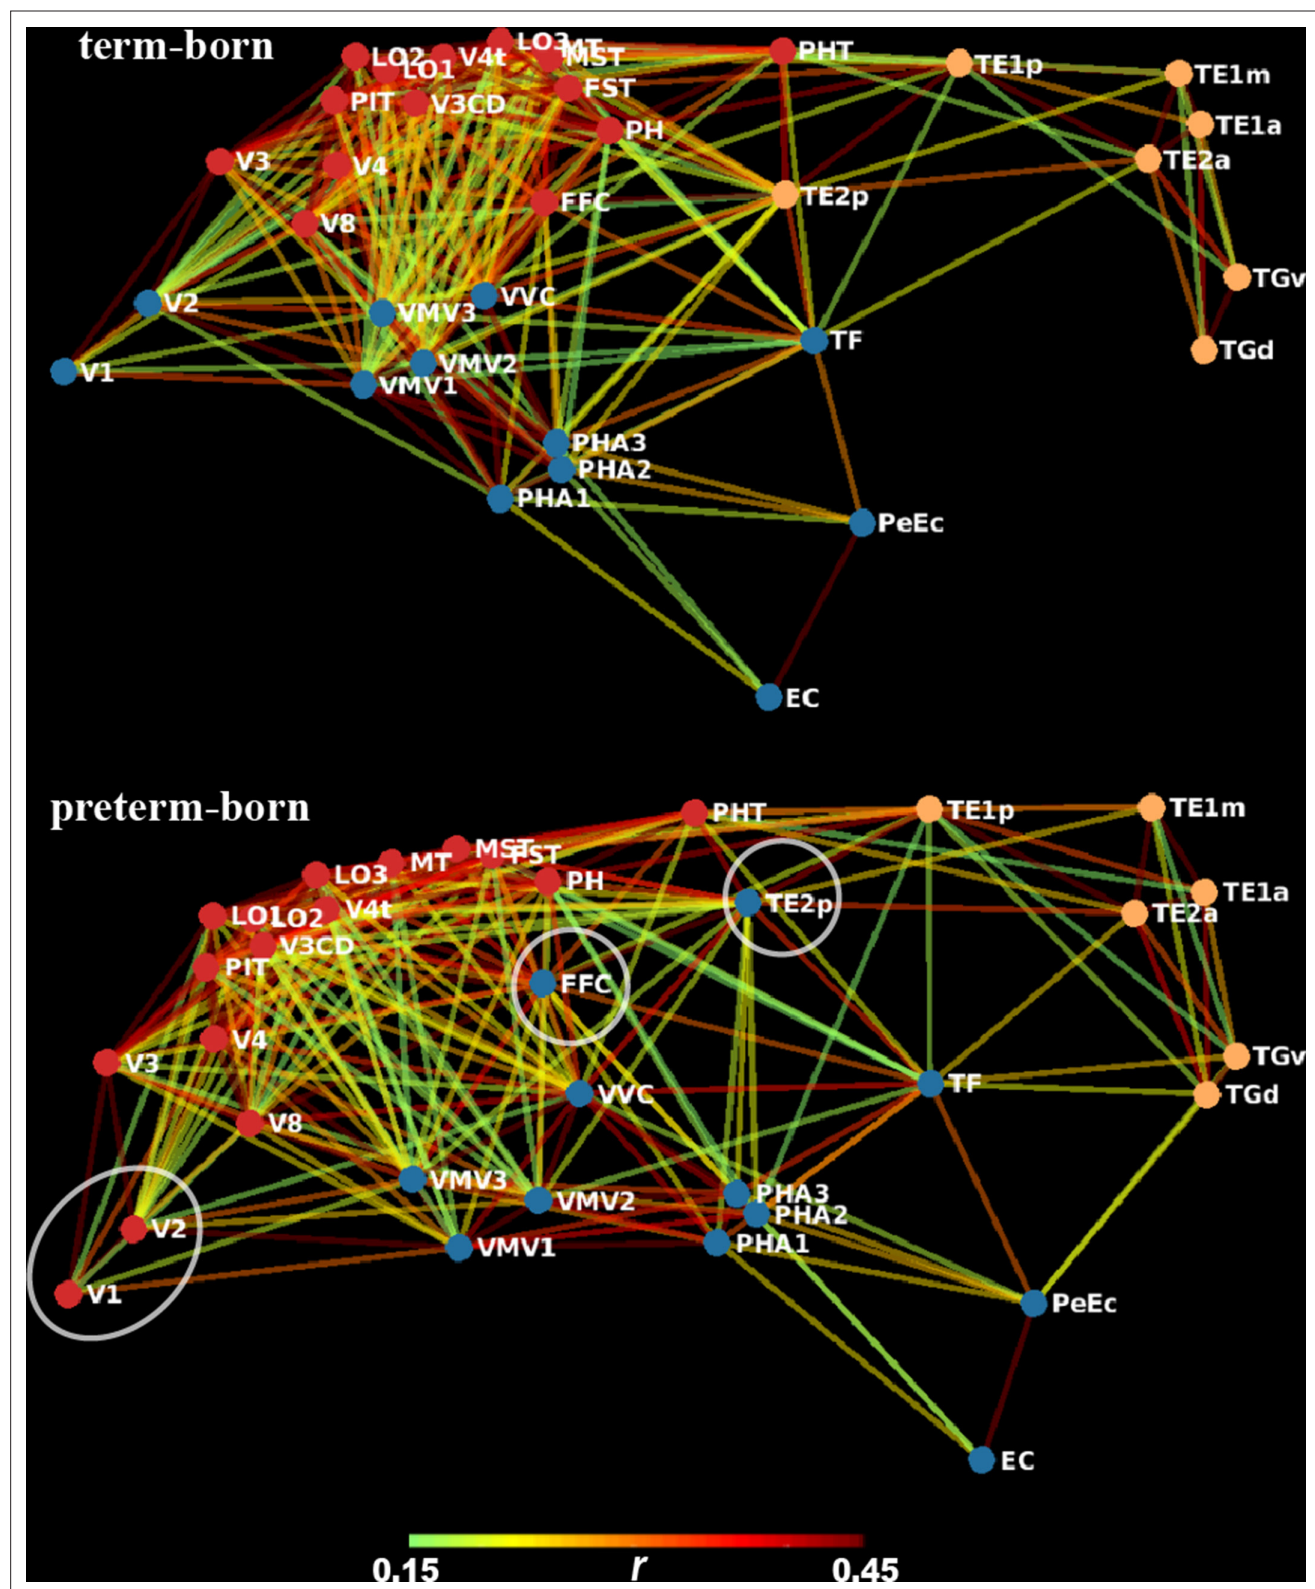 term-born
LO3
MT
LO2
V4t
MST
PHT
TE1p
LO1
TE1m
FST
PIT
V3CD
TE1a
PH
V3
V4
TE2a
TE2p
FFC
V8
TGv
VVC
V2
VMV3
TF
TGd
VMV2
V1
VMV1
PHA3
PHA2
PHA1
PeEc
EC
preterm-born
PHT
TE1p
TE1m
MST
FST
MT
LO3
PH
TE1a
TE2p
V4t
TE2a
LO1
LO2
V3CD
PIT
FFC
V4
TGv
V3
VVC
TF
TGd
V8
VMV3
PHA3
VMV2
PHA2
V2
PHA1
VMV1
V1
PeEc
EC
0.15 r 0.45